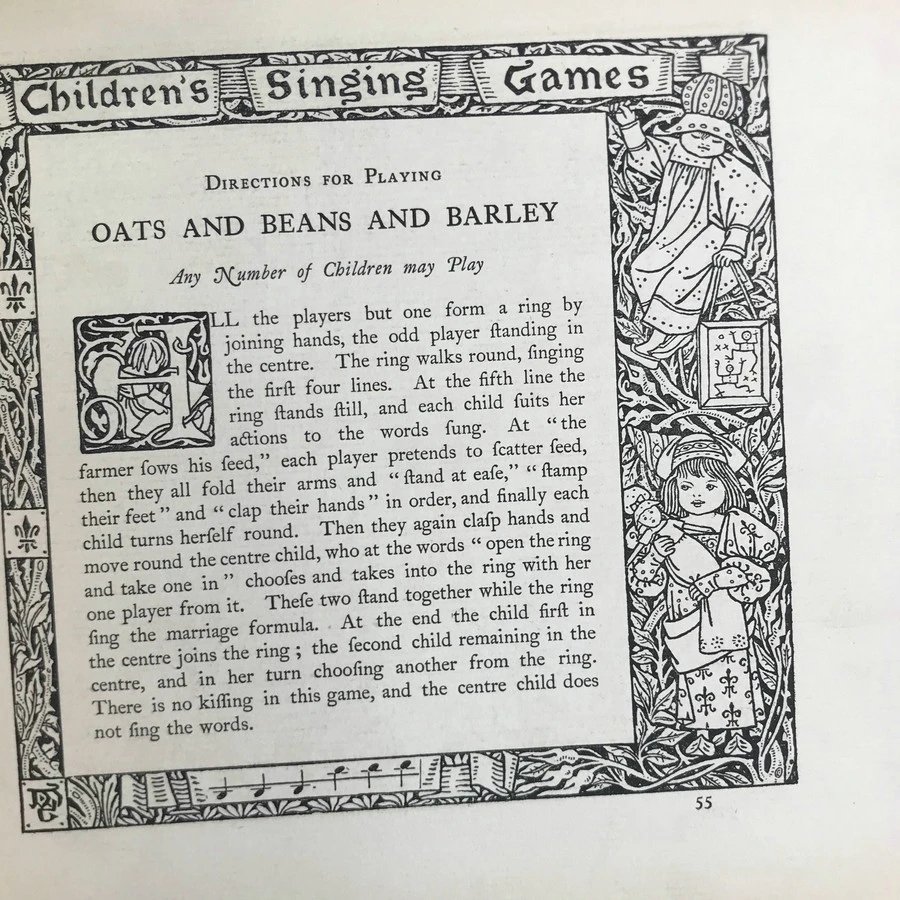 Children's Singing Games
Directions for Playing
OATS AND BEANS AND BARLEY
Any Number of Children may Play
ALL the players but one form a ring by
joining hands, the odd player ſtanding in
the centre. The ring walks round, ſinging
the firſt four lines. At the fifth line the
ring ſtands ſtill, and each child ſuits her
actions to the words ſung. At “the
farmer ſows his ſeed,” each player pretends to ſcatter ſeed,
then they all fold their arms and “ſtand at eaſe,” “ſtamp
their feet” and “clap their hands” in order, and finally each
child turns herſelf round. Then they again claſp hands and
move round the centre child, who at the words “open the ring
and take one in” chooſes and takes into the ring with her
one player from it. Theſe two ſtand together while the ring
ſing the marriage formula. At the end the child firſt in
the centre joins the ring; the ſecond child remaining in the
centre, and in her turn chooſing another from the ring.
There is no kiſſing in this game, and the centre child does
not ſing the words.
55